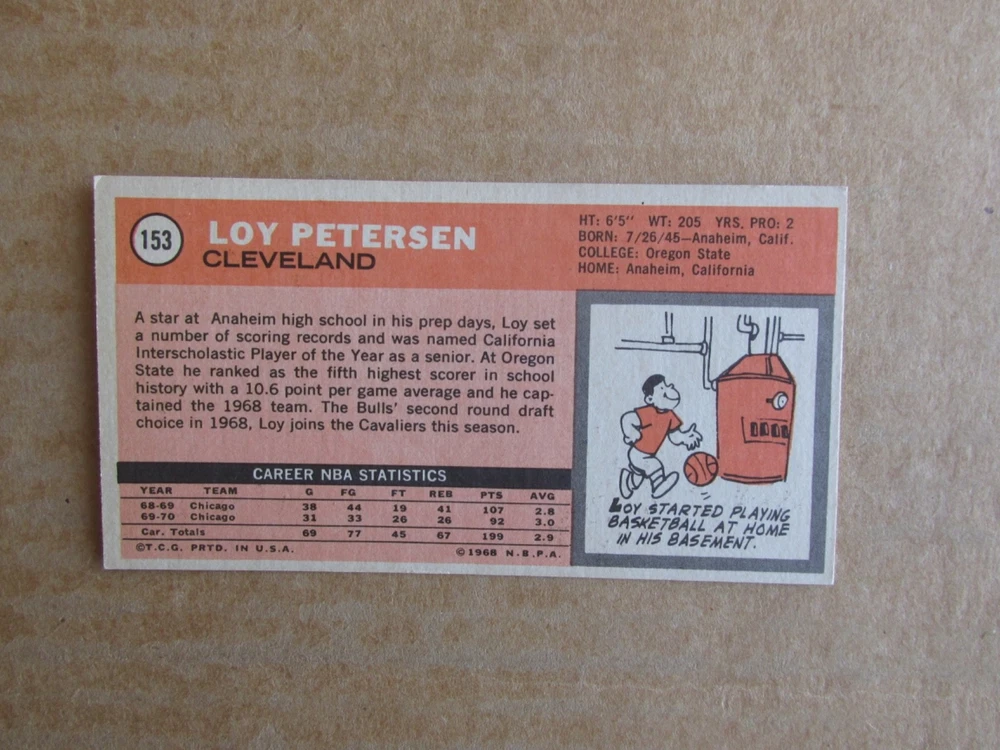 153
LOY PETERSEN
CLEVELAND
HT: 6'5" WT: 205 YRS. PRO: 2
BORN: 7/26/45—Anaheim, Calif.
COLLEGE: Oregon State
HOME: Anaheim, California
A star at Anaheim high school in his prep days, Loy set
a number of scoring records and was named California
Interscholastic Player of the Year as a senior. At Oregon
State he ranked as the fifth highest scorer in school
history with a 10.6 point per game average and he cap-
tained the 1968 team. The Bulls' second round draft
choice in 1968, Loy joins the Cavaliers this season.
CAREER NBA STATISTICS
YEAR TEAM G FG FT REB PTS AVG
68-69 Chicago 38 44 19 41 107 2.8
69-70 Chicago 31 33 26 26 92 3.0
Car. Totals 69 77 45 67 199 2.9
©T.C.G. PRTD. IN U.S.A. ©1968 N.B.P.A.
LOY STARTED PLAYING
BASKETBALL AT HOME
IN HIS BASEMENT.